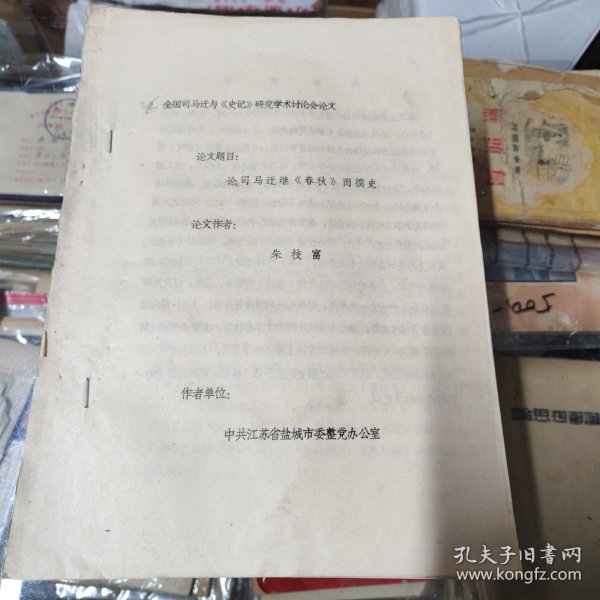 全国司马迁与《史记》研究学术讨论会论文
论文题目：
论司马迁继《春秋》而撰史
论文作者：
朱枝富
作者单位：
中共江苏省盐城市委整党办公室
500
孔夫子旧书网
www.kongfz.com